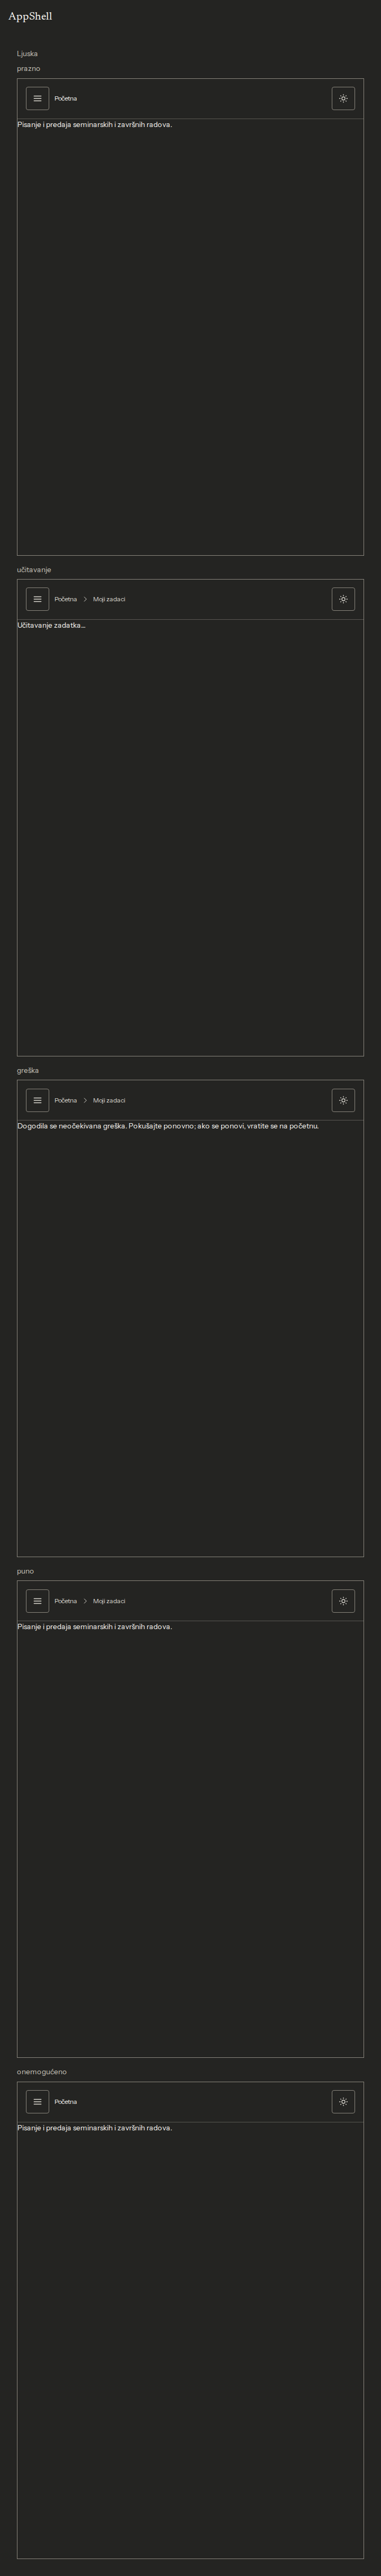 AppShell
Ljuska
prazno
Početna
Pisanje i predaja seminarskih i završnih radova.
učitavanje
Početna > Moji zadaci
Učitavanje zadatka…
greška
Početna > Moji zadaci
Dogodila se neočekivana greška. Pokušajte ponovno; ako se ponovi, vratite se na početnu.
puno
Početna > Moji zadaci
Pisanje i predaja seminarskih i završnih radova.
onemogućeno
Početna
Pisanje i predaja seminarskih i završnih radova.